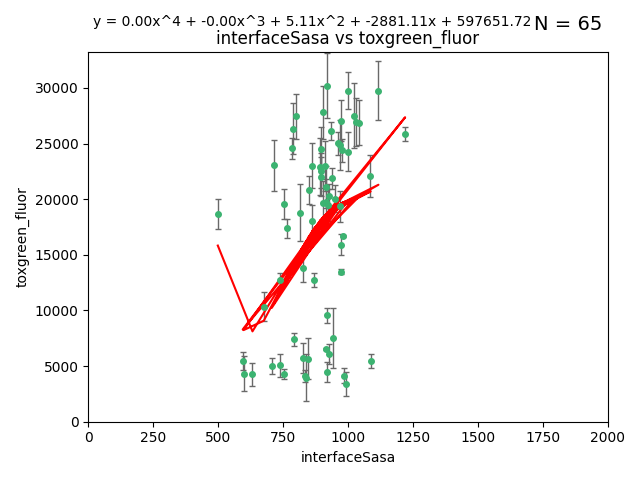 y = 0.00x^4 + -0.00x^3 + 5.11x^2 + -2881.11x + 597651.72 N = 65
interfaceSasa vs toxgreen_fluor
30000
25000
20000
15000
10000
5000
0
toxgreen_fluor
0 250 500 750 1000 1250 1500 1750 2000
interfaceSasa